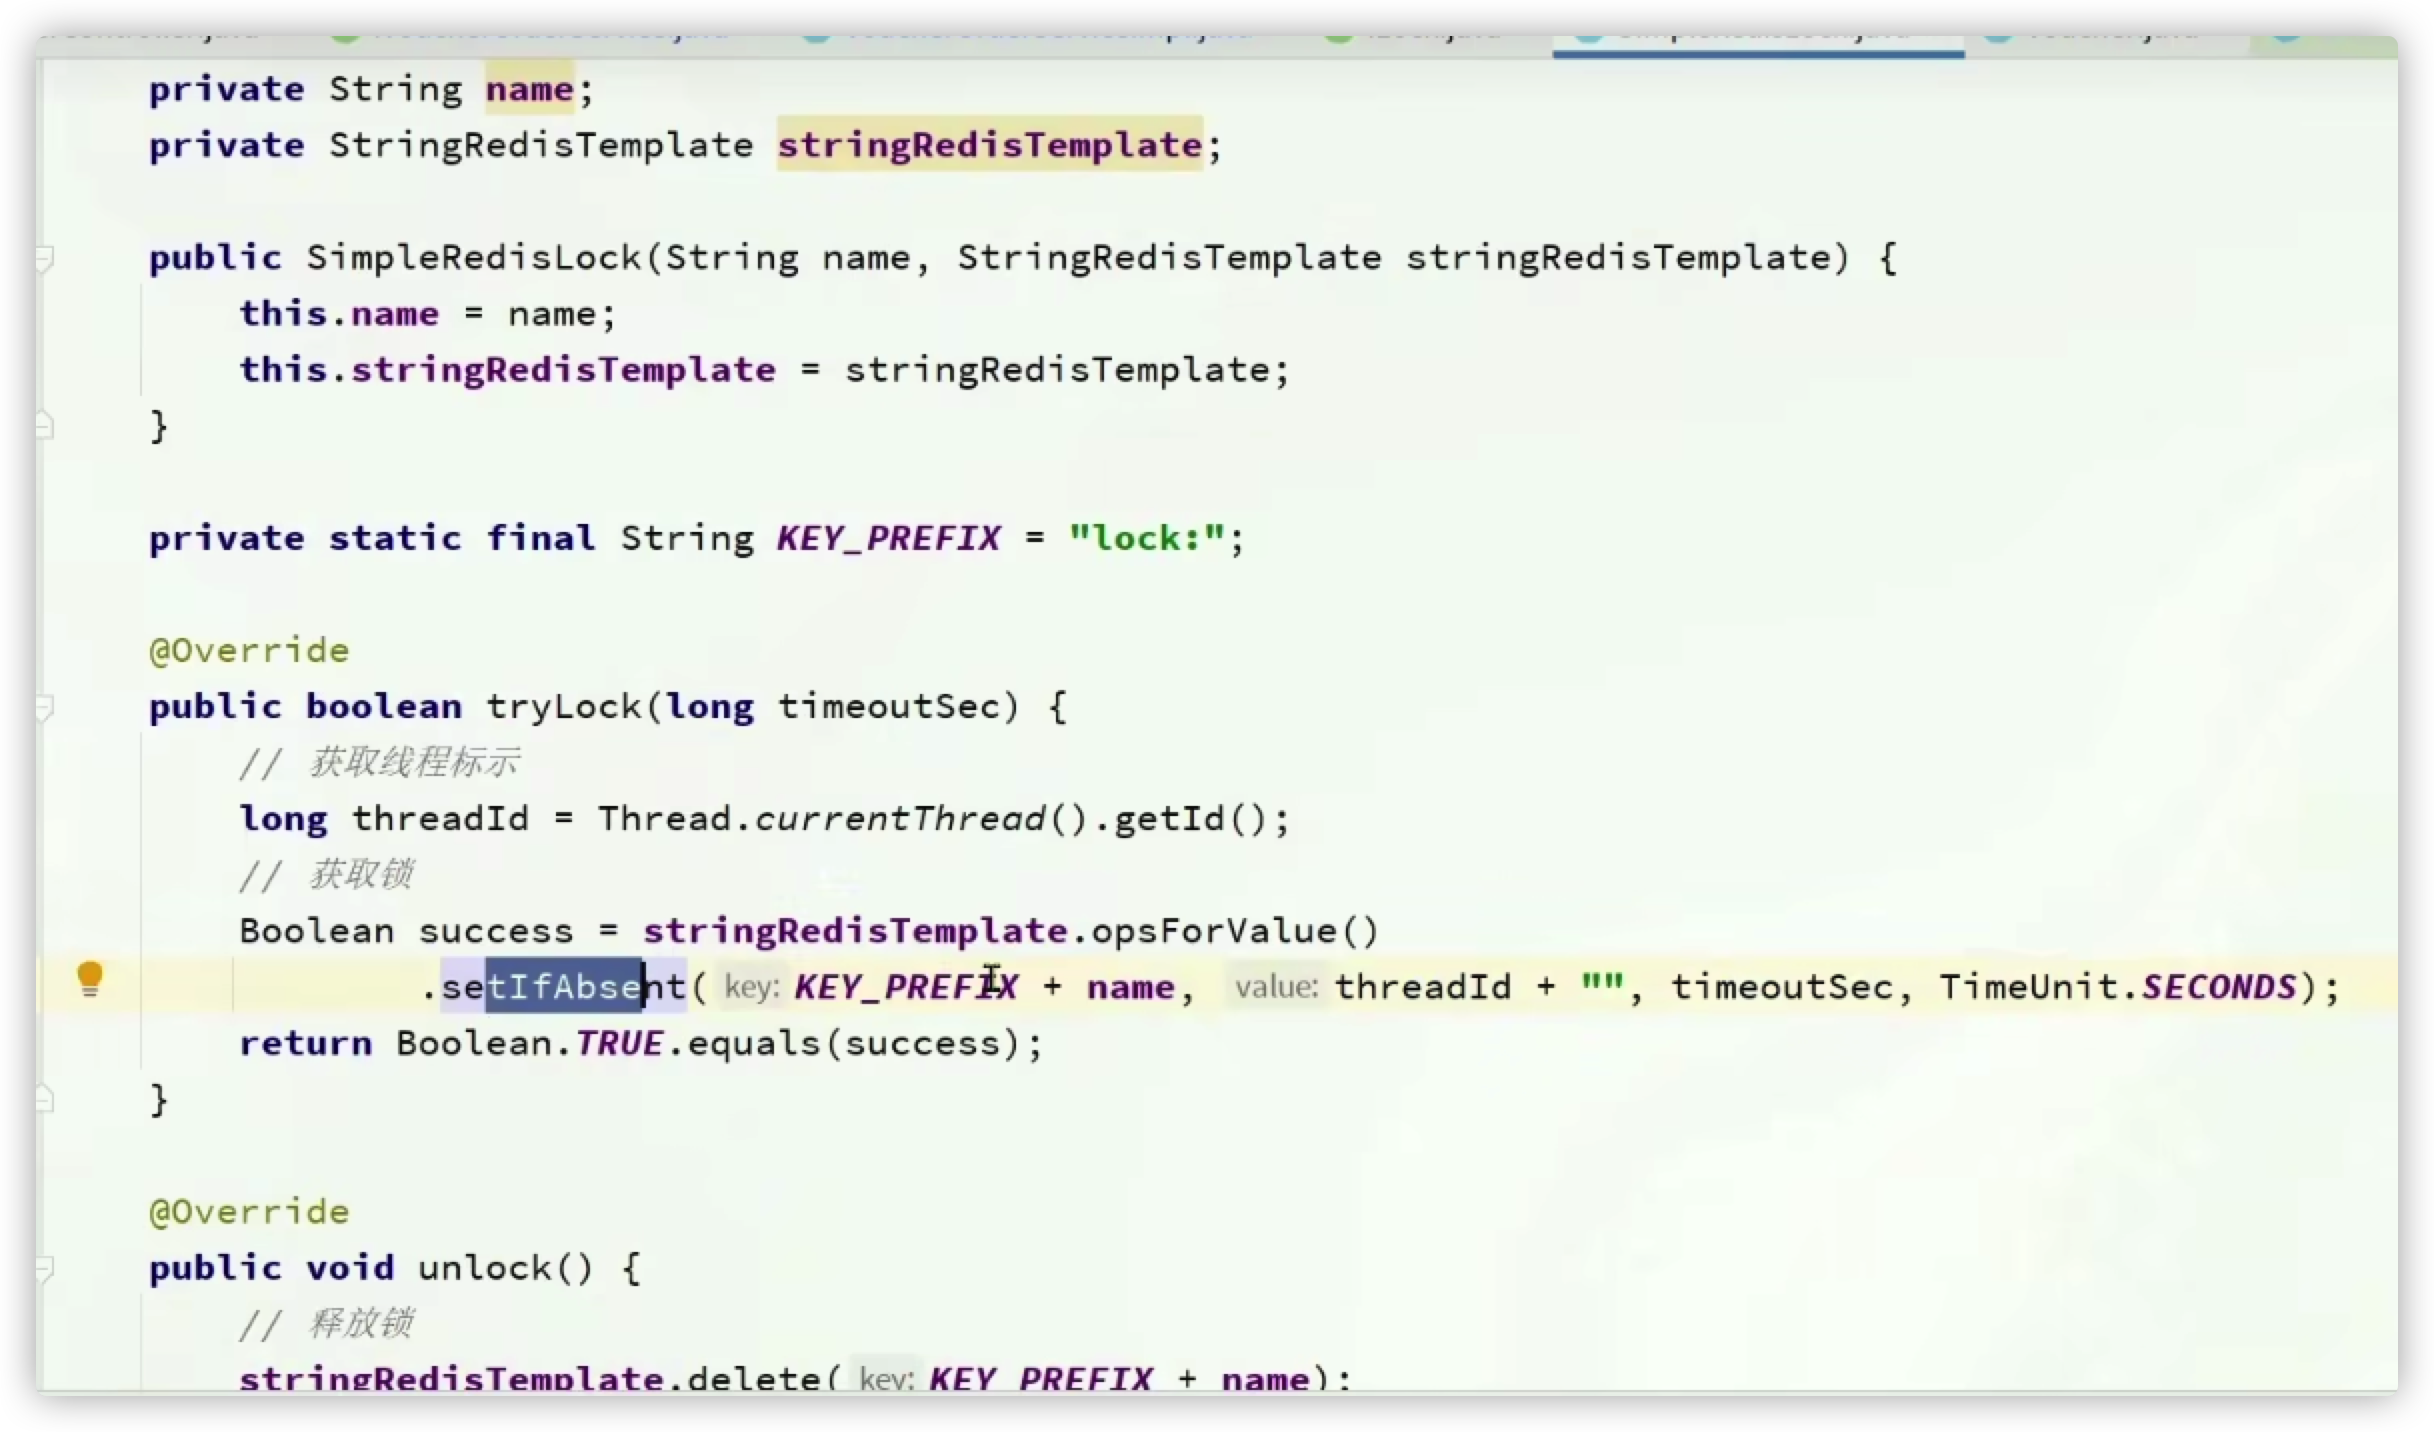 private String name;
private StringRedisTemplate stringRedisTemplate;
public SimpleRedisLock(String name, StringRedisTemplate stringRedisTemplate) {
this.name = name;
this.stringRedisTemplate = stringRedisTemplate;
}
private static final String KEY_PREFIX = "lock:";
@Override
public boolean tryLock(long timeoutSec) {
// 获取线程标示
long threadId = Thread.currentThread().getId();
// 获取锁
Boolean success = stringRedisTemplate.opsForValue()
.setIfAbsent( key: KEY_PREFIX + name, value: threadId + "", timeoutSec, TimeUnit.SECONDS);
return Boolean.TRUE.equals(success);
}
@Override
public void unlock() {
// 释放锁
stringRedisTemplate.delete( key: KEY_PREFIX + name);